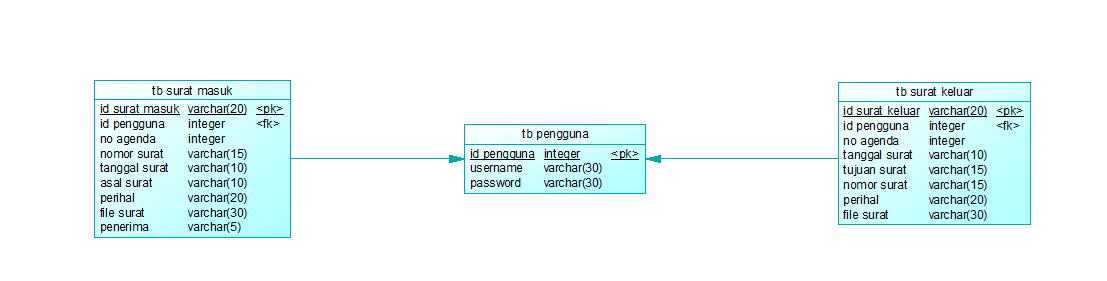 tb surat masuk
id surat masuk varchar(20) <pk>
id pengguna integer <fk>
no agenda integer
nomor surat varchar(15)
tanggal surat varchar(10)
asal surat varchar(10)
perihal varchar(20)
file surat varchar(30)
penerima varchar(5)
tb pengguna
id pengguna integer <pk>
username varchar(30)
password varchar(30)
tb surat keluar
id surat keluar varchar(20) <pk>
id pengguna integer <fk>
no agenda integer
tanggal surat varchar(10)
tujuan surat varchar(15)
nomor surat varchar(15)
perihal varchar(20)
file surat varchar(30)